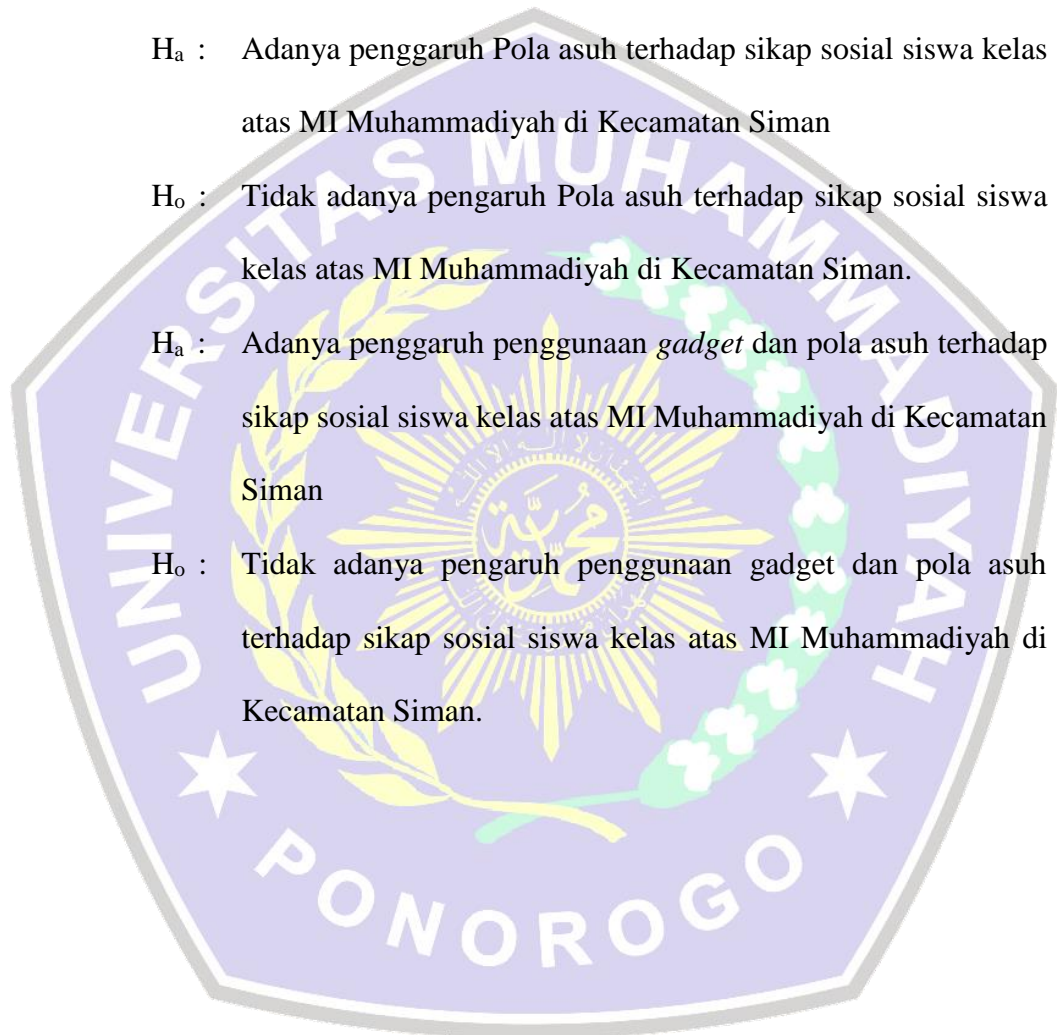 Hₐ : Adanya penggaruh Pola asuh terhadap sikap sosial siswa kelas
atas MI Muhammadiyah di Kecamatan Siman
Hₒ : Tidak adanya pengaruh Pola asuh terhadap sikap sosial siswa
kelas atas MI Muhammadiyah di Kecamatan Siman.
Hₐ : Adanya penggaruh penggunaan gadget dan pola asuh terhadap
sikap sosial siswa kelas atas MI Muhammadiyah di Kecamatan
Siman
Hₒ : Tidak adanya pengaruh penggunaan gadget dan pola asuh
terhadap sikap sosial siswa kelas atas MI Muhammadiyah di
Kecamatan Siman.
UNIVERSITAS MUHAMMADIYAH
PONOROGO
محمدية